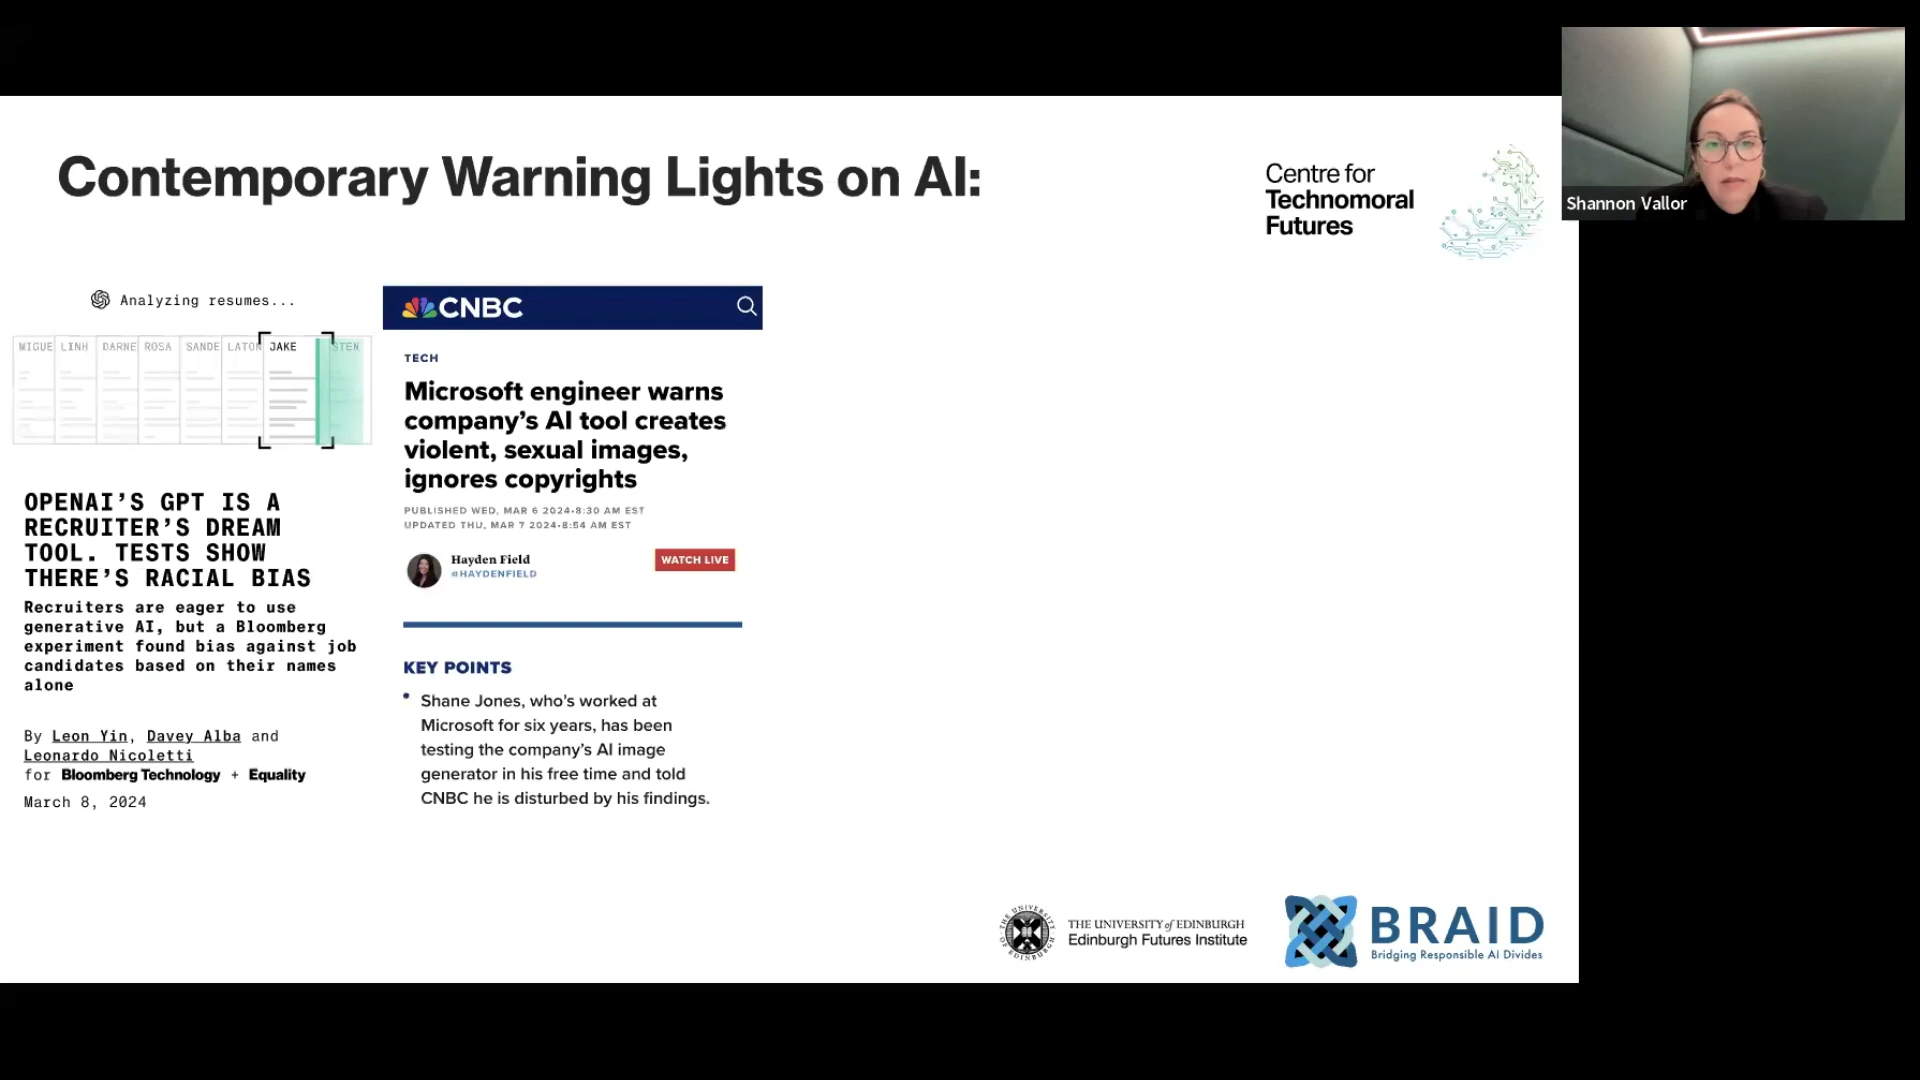 Contemporary Warning Lights on AI:
Centre for
Technomoral
Futures
Shannon Vallor
Analyzing resumes...
MIGUE LINH DARNE ROSA SANDE LATON JAKE STEN
OPENAI’S GPT IS A
RECRUITER’S DREAM
TOOL. TESTS SHOW
THERE’S RACIAL BIAS
Recruiters are eager to use
generative AI, but a Bloomberg
experiment found bias against job
candidates based on their names
alone
By Leon Yin, Davey Alba and
Leonardo Nicoletti
for Bloomberg Technology + Equality
March 8, 2024
CNBC
TECH
Microsoft engineer warns
company’s AI tool creates
violent, sexual images,
ignores copyrights
PUBLISHED WED, MAR 6 2024•8:30 AM EST
UPDATED THU, MAR 7 2024•8:54 AM EST
Hayden Field
@HAYDENFIELD
WATCH LIVE
KEY POINTS
• Shane Jones, who’s worked at
Microsoft for six years, has been
testing the company’s AI image
generator in his free time and told
CNBC he is disturbed by his findings.
THE UNIVERSITY of EDINBURGH
THE UNIVERSITY of EDINBURGH
Edinburgh Futures Institute
BRAID
Bridging Responsible AI Divides